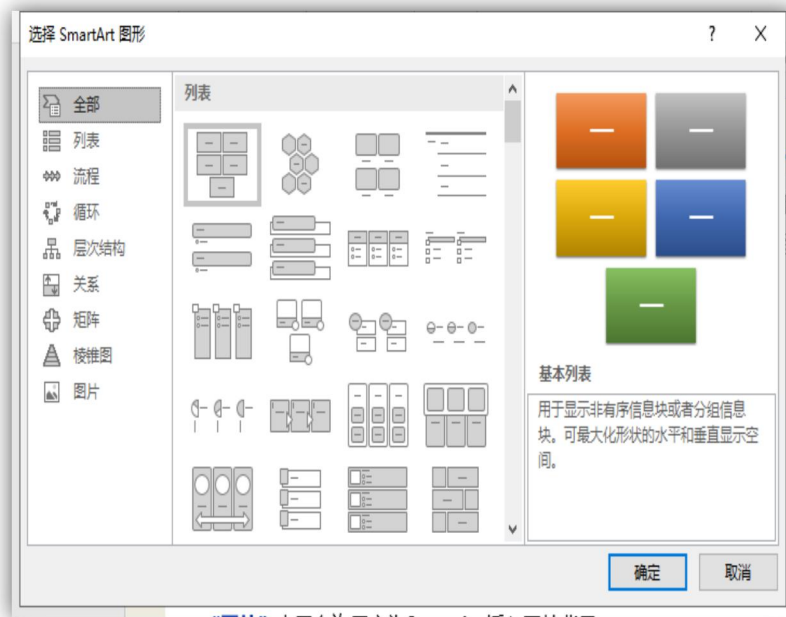 选择 SmartArt 图形
?
X
全部
列表
流程
循环
层次结构
关系
矩阵
棱锥图
图片
列表
基本列表
用于显示非有序信息块或者分组信息
块。可最大化形状的水平和垂直显示空
间。
确定
取消